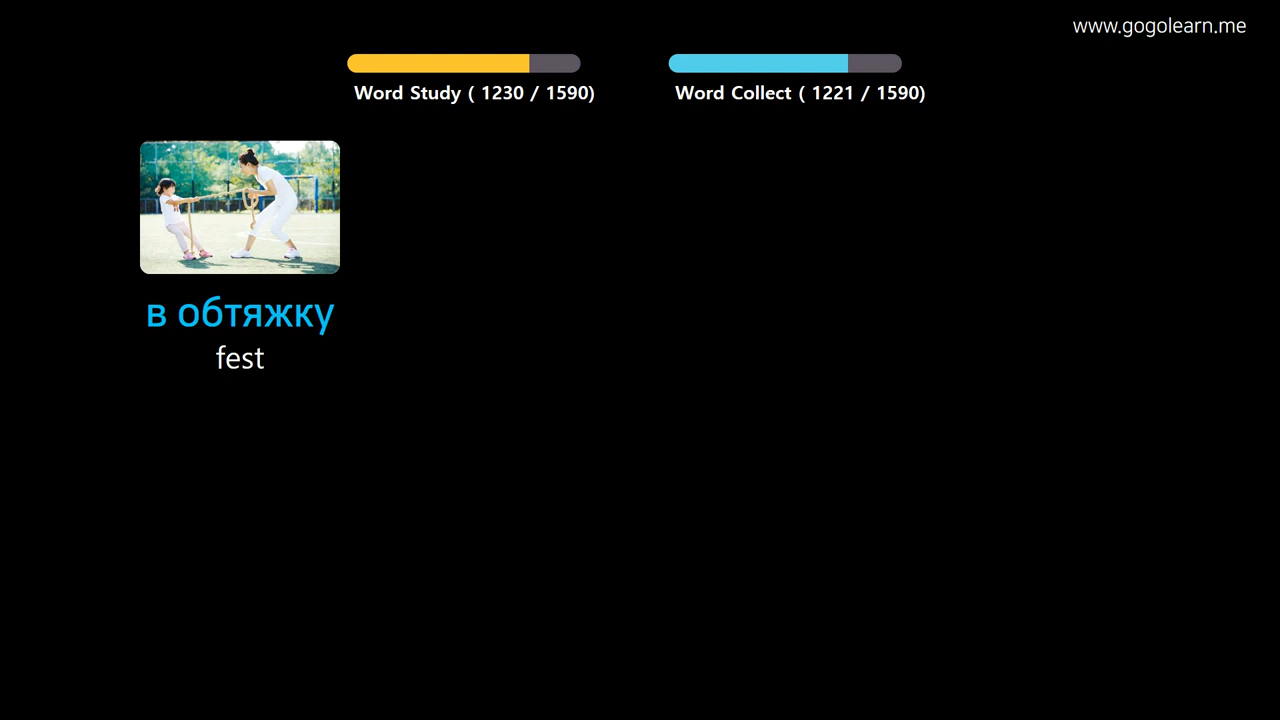 www.gogolearn.me
Word Study ( 1230 / 1590)
Word Collect ( 1221 / 1590)
в обтяжку
fest